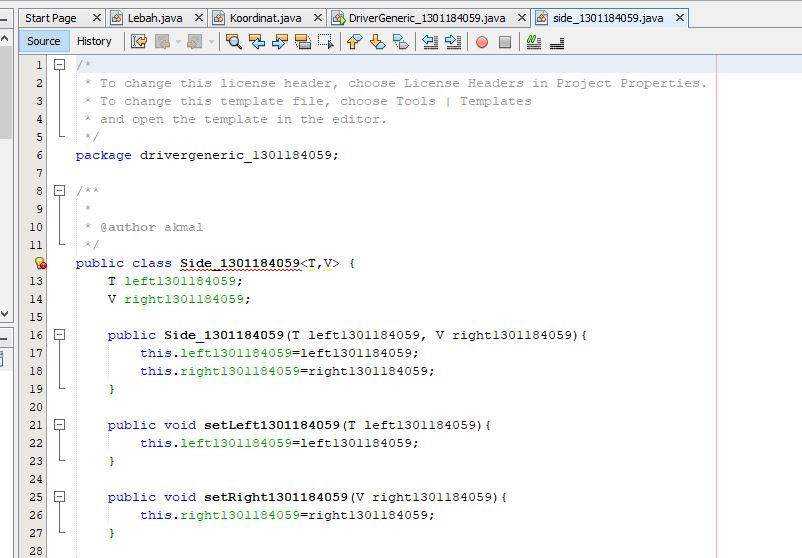 Start Page Lebah.java Koordinat.java DriverGeneric_1301184059.java side_1301184059.java
Source History
1 /*
2 * To change this license header, choose License Headers in Project Properties.
3 * To change this template file, choose Tools | Templates
4 * and open the template in the editor.
5 */
6 package drivergeneric_1301184059;
7
8 /**
9 *
10 * @author akmal
11 */
public class Side_1301184059<T,V> {
13 T left1301184059;
14 V right1301184059;
15
16 public Side_1301184059(T left1301184059, V right1301184059){
17 this.left1301184059=left1301184059;
18 this.right1301184059=right1301184059;
19 }
20
21 public void setLeft1301184059(T left1301184059){
22 this.left1301184059=left1301184059;
23 }
24
25 public void setRight1301184059(V right1301184059){
26 this.right1301184059=right1301184059;
27 }
28